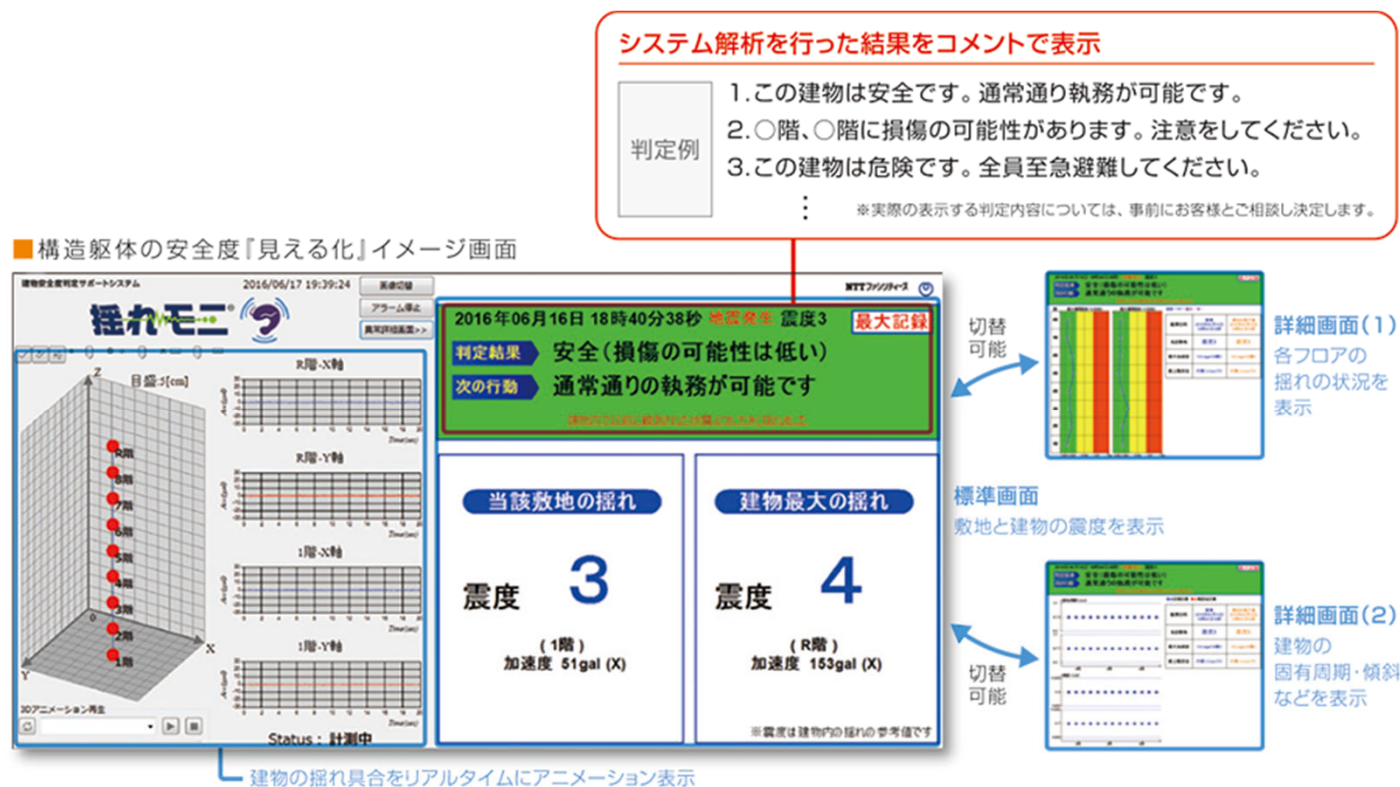 システム解析を行った結果をコメントで表示
判定例
1.この建物は安全です。通常通り執務が可能です。
2.○階、○階に損傷の可能性があります。注意をしてください。
3.この建物は危険です。全員至急避難してください。
⋮
※実際の表示する判定内容については、事前にお客様とご相談し決定します。
■構造躯体の安全度『見える化』イメージ画面
建物安全度判定サポートシステム
2016/06/17 19:39:24
画面切替
アラーム停止
異常詳細画面>>
揺れモニ®
NTTファシリティーズ
2016年06月16日 18時40分38秒 地震発生 震度3
最大記録
判定結果 安全(損傷の可能性は低い)
次の行動 通常通りの執務が可能です
Z
目盛:5[cm]
R階
8階
7階
6階
5階
4階
3階
2階
1階
0
X
Y
R階-X軸
Time(sec)
R階-Y軸
Time(sec)
1階-X軸
Time(sec)
1階-Y軸
Time(sec)
3Dアニメーション再生
Status : 計測中
当該敷地の揺れ
震度 3
(1階)
加速度 51gal (X)
建物最大の揺れ
震度 4
(R階)
加速度 153gal (X)
※震度は建物内の揺れの参考値です
切替
可能
詳細画面(1)
各フロアの
揺れの状況を
表示
標準画面
敷地と建物の震度を表示
切替
可能
詳細画面(2)
建物の
固有周期・傾斜
などを表示
建物の揺れ具合をリアルタイムにアニメーション表示